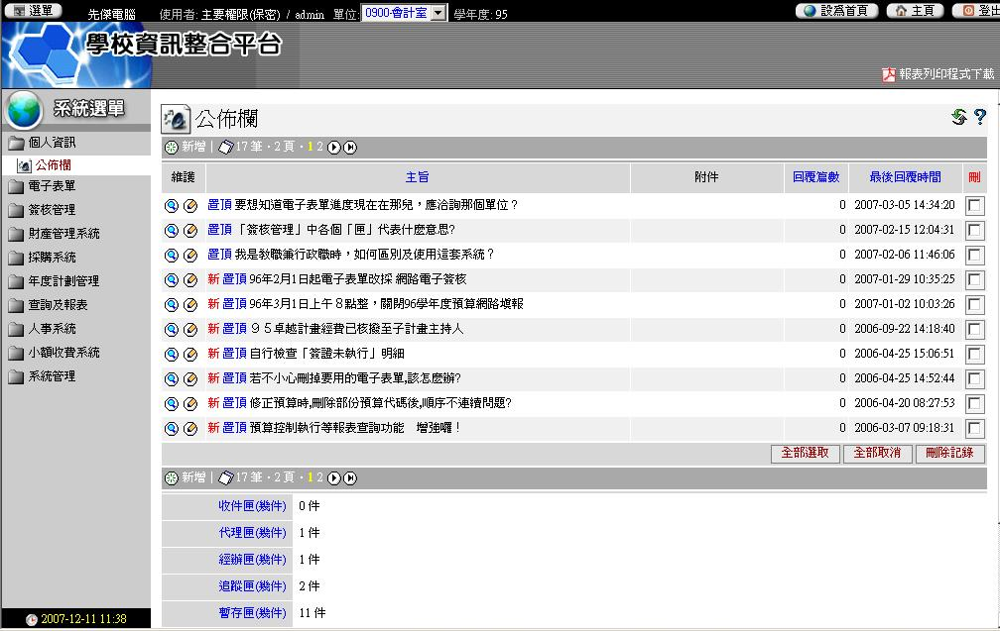 選單 先傑電腦 使用者: 主要權限(保密) / admin 單位: 0900-會計室 學年度: 95 設為首頁 主頁 登出
學校資訊整合平台
報表列印程式下載
系統選單
個人資訊
公佈欄
電子表單
簽核管理
財產管理系統
採購系統
年度計劃管理
查詢及報表
人事系統
小額收費系統
系統管理
2007-12-11 11:38
公佈欄
新增 | 17 筆‧2 頁‧1 2
維護 主旨 附件 回覆篇數 最後回覆時間 刪
置頂 要想知道電子表單進度現在在那兒，應洽詢那個單位？ 0 2007-03-05 14:34:20
置頂 「簽核管理」中各個「匣」代表什麼意思? 0 2007-02-15 12:04:31
置頂 我是教職兼行政職時，如何區別及使用這套系統？ 0 2007-02-06 11:46:06
新 置頂 96年2月1日起電子表單改採 網路電子簽核 0 2007-01-29 10:35:25
新 置頂 96年3月1日上午８點整，關閉96學年度預算網路填報 0 2007-01-02 10:03:26
新 置頂 ９５卓越計畫經費已核撥至子計畫主持人 0 2006-09-22 14:18:40
新 置頂 自行檢查「簽證未執行」明細 0 2006-04-25 15:06:51
新 置頂 若不小心刪掉要用的電子表單,該怎麼辦? 0 2006-04-25 14:52:44
新 置頂 修正預算時,刪除部份預算代碼後,順序不連續問題? 0 2006-04-20 08:27:53
新 置頂 預算控制執行等報表查詢功能　增強囉！ 0 2006-03-07 09:18:31
全部選取 全部取消 刪除記錄
新增 | 17 筆‧2 頁‧1 2
收件匣(幾件) 0 件
代理匣(幾件) 1 件
經辦匣(幾件) 1 件
追蹤匣(幾件) 2 件
暫存匣(幾件) 11 件